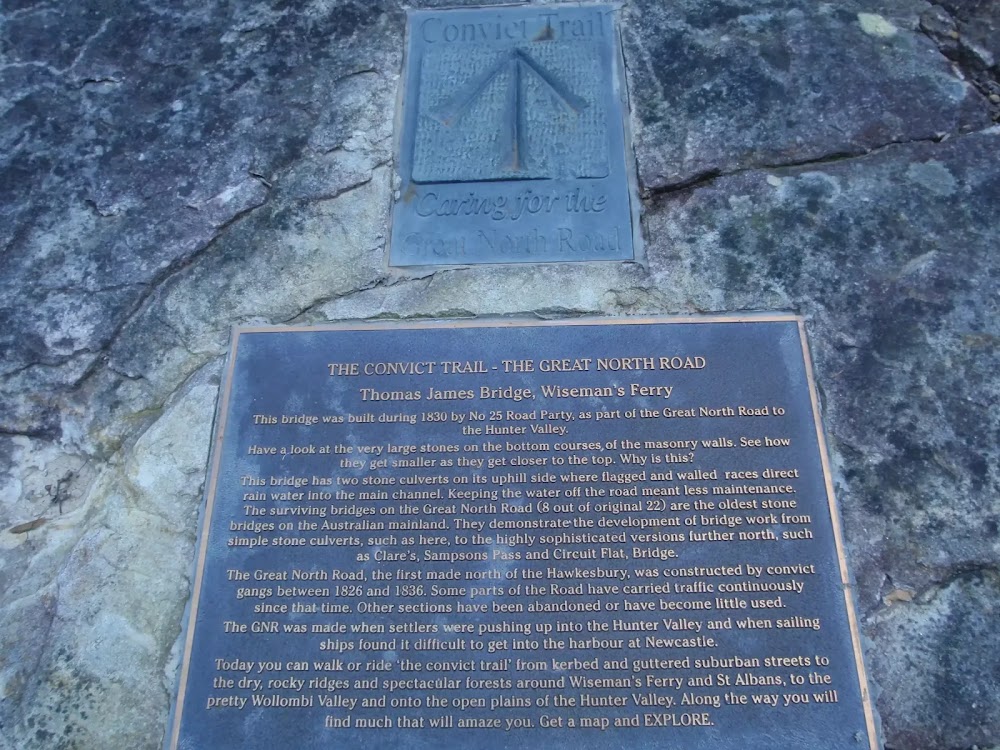 Convict Trail
Caring for the
Great North Road
THE CONVICT TRAIL - THE GREAT NORTH ROAD
Thomas James Bridge, Wiseman's Ferry
This bridge was built during 1830 by No 25 Road Party, as part of the Great North Road to
the Hunter Valley.
Have a look at the very large stones on the bottom courses of the masonry walls. See how
they get smaller as they get closer to the top. Why is this?
This bridge has two stone culverts on its uphill side where flagged and walled races direct
rain water into the main channel. Keeping the water off the road meant less maintenance.
The surviving bridges on the Great North Road (8 out of original 22) are the oldest stone
bridges on the Australian mainland. They demonstrate the development of bridge work from
simple stone culverts, such as here, to the highly sophisticated versions further north, such
as Clare's, Sampsons Pass and Circuit Flat, Bridge.
The Great North Road, the first made north of the Hawkesbury, was constructed by convict
gangs between 1826 and 1836. Some parts of the Road have carried traffic continuously
since that time. Other sections have been abandoned or have become little used.
The GNR was made when settlers were pushing up into the Hunter Valley and when sailing
ships found it difficult to get into the harbour at Newcastle.
Today you can walk or ride 'the convict trail' from kerbed and guttered suburban streets to
the dry, rocky ridges and spectacular forests around Wiseman's Ferry and St Albans, to the
pretty Wollombi Valley and onto the open plains of the Hunter Valley. Along the way you will
find much that will amaze you. Get a map and EXPLORE.